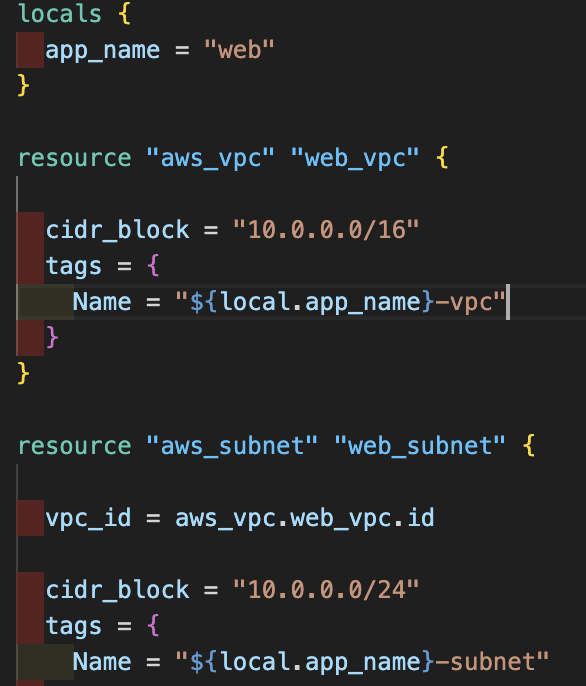 locals {
  app_name = "web"
}
resource "aws_vpc" "web_vpc" {
  cidr_block = "10.0.0.0/16"
  tags = {
    Name = "${local.app_name}-vpc"
  }
}
resource "aws_subnet" "web_subnet" {
  vpc_id = aws_vpc.web_vpc.id
  cidr_block = "10.0.0.0/24"
  tags = {
    Name = "${local.app_name}-subnet"